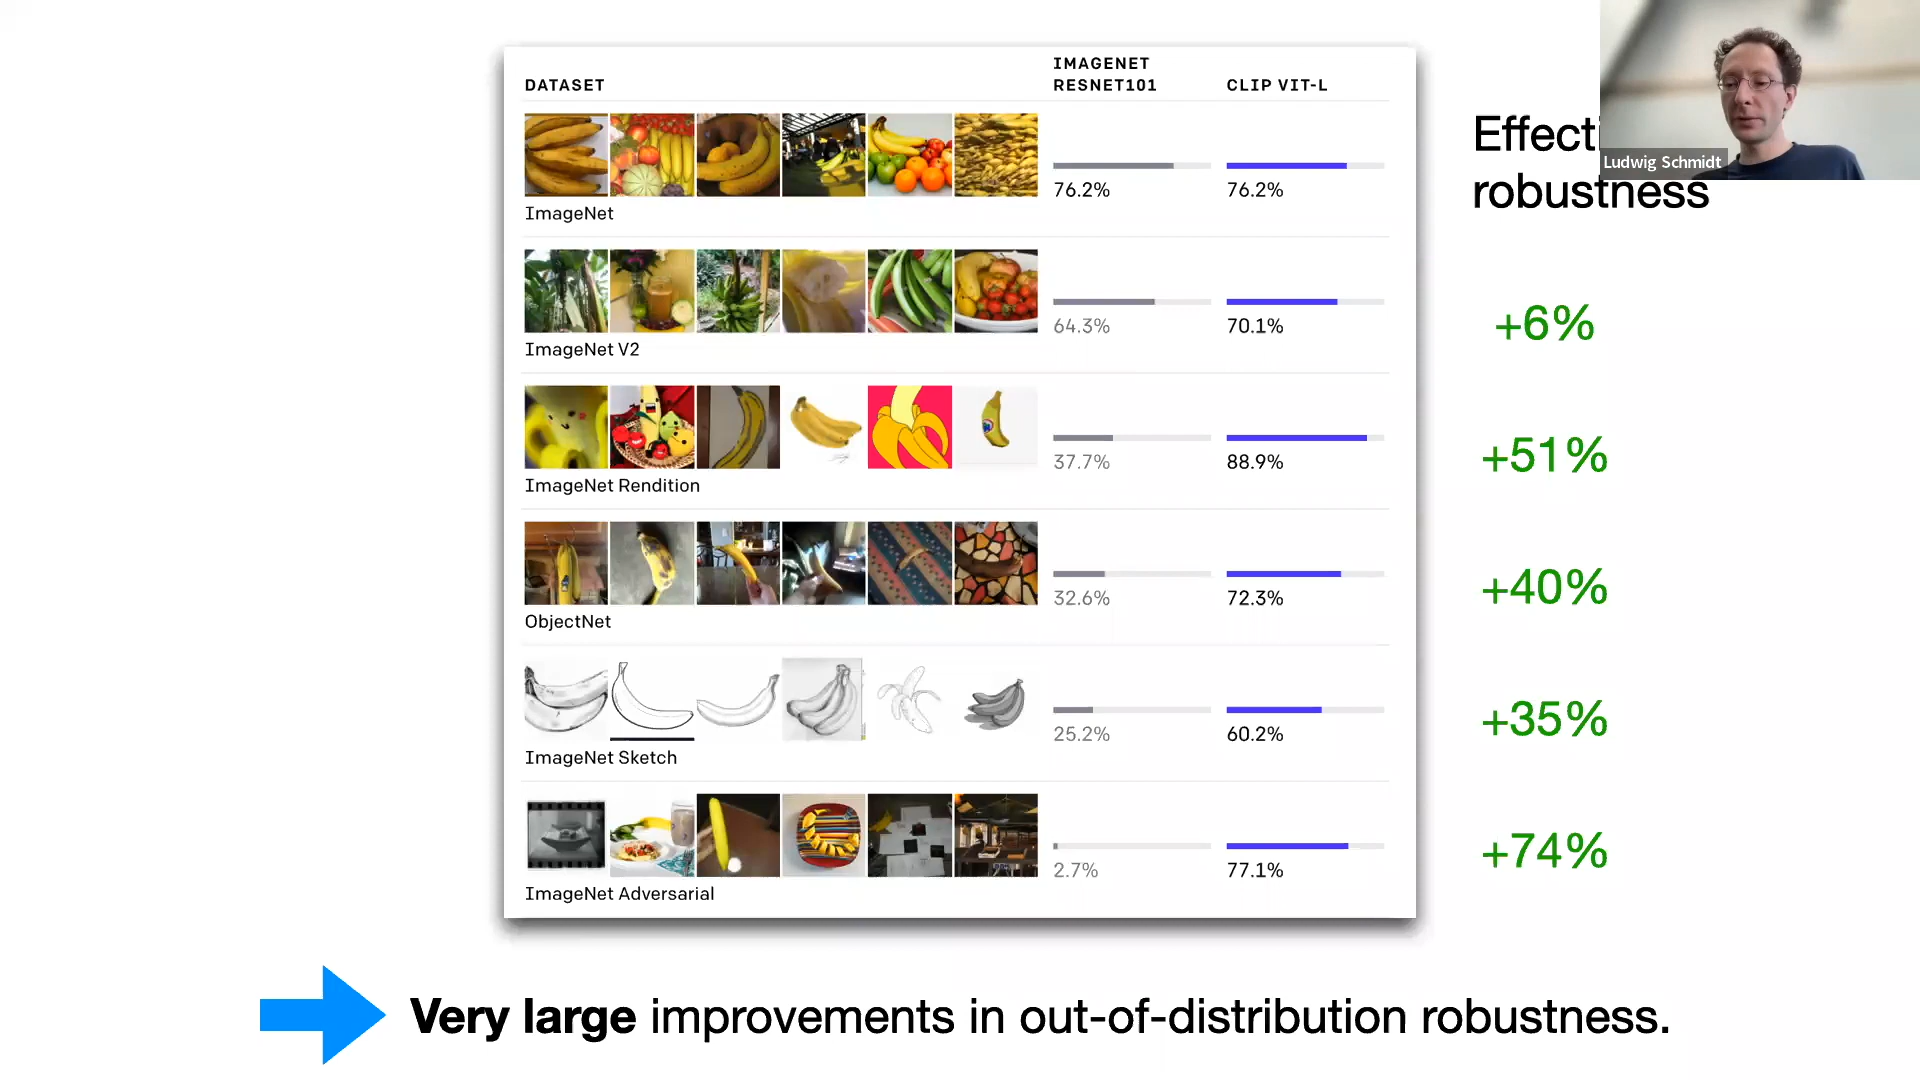 IMAGENET
DATASET RESNET101 CLIP VIT-L
Effecti
robustness
Ludwig Schmidt
76.2% 76.2%
ImageNet
64.3% 70.1% +6%
ImageNet V2
37.7% 88.9% +51%
ImageNet Rendition
32.6% 72.3% +40%
ObjectNet
25.2% 60.2% +35%
ImageNet Sketch
2.7% 77.1% +74%
ImageNet Adversarial
Very large improvements in out-of-distribution robustness.